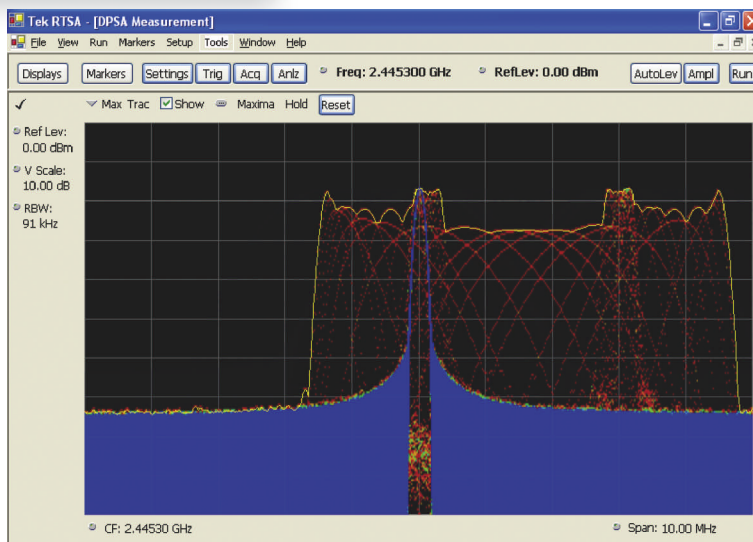 Tek RTSA - [DPSA Measurement]
File View Run Markers Setup Tools Window Help
Displays Markers Settings Trig Acq Anlz Freq: 2.445300 GHz RefLev: 0.00 dBm AutoLev Ampl Run
Max Trac Show Maxima Hold Reset
Ref Lev:
0.00 dBm
V Scale:
10.00 dB
RBW:
91 kHz
CF: 2.44530 GHz Span: 10.00 MHz